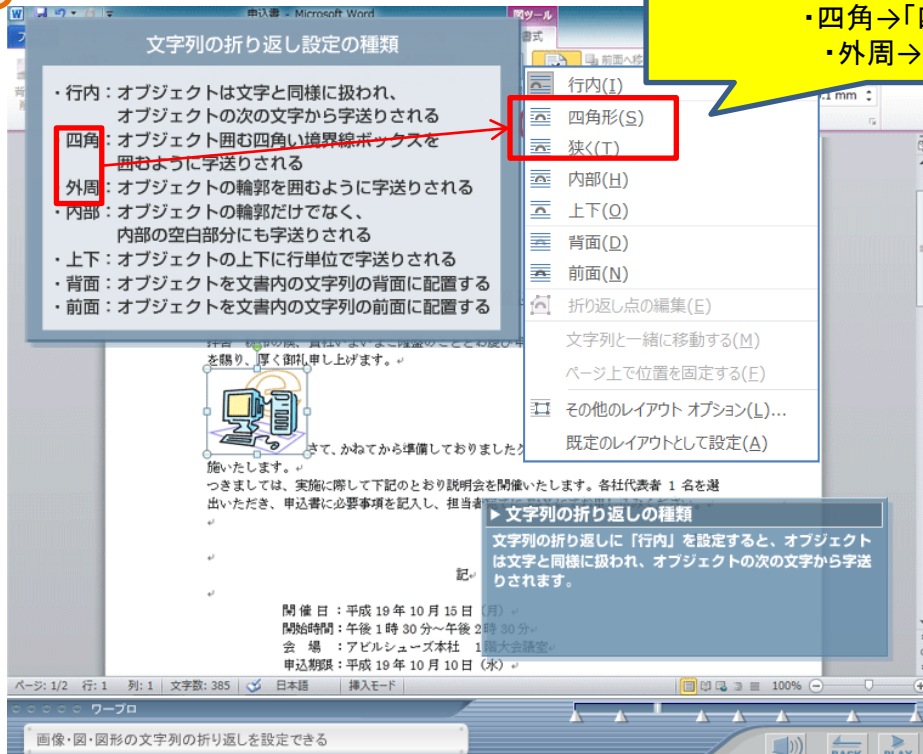 ・四角→「
・外周→
申込書 - Microsoft Word
図ツール
書式
前面へ移
文字列の折り返し設定の種類
・行内：オブジェクトは文字と同様に扱われ、
オブジェクトの次の文字から字送りされる
四角：オブジェクト囲む四角い境界線ボックスを
囲むように字送りされる
外周：オブジェクトの輪郭を囲むように字送りされる
・内部：オブジェクトの輪郭だけでなく、
内部の空白部分にも字送りされる
・上下：オブジェクトの上下に行単位で字送りされる
・背面：オブジェクトを文書内の文字列の背面に配置する
・前面：オブジェクトを文書内の文字列の前面に配置する
行内(I)
四角形(S)
狭く(T)
内部(H)
上下(O)
背面(D)
前面(N)
折り返し点の編集(E)
文字列と一緒に移動する(M)
ページ上で位置を固定する(F)
その他のレイアウト オプション(L)...
既定のレイアウトとして設定(A)
.1 mm
を賜り、厚く御礼申し上げます。
さて、かねてから準備しておりました
施いたします。
つきましては、実施に際して下記のとおり説明会を開催いたします。各社代表者 1 名を選
出いただき、申込書に必要事項を記入し、担当者
▶ 文字列の折り返しの種類
文字列の折り返しに「行内」を設定すると、オブジェクト
は文字と同様に扱われ、オブジェクトの次の文字から字送
りされます。
記
開 催 日 ：平成 19 年 10 月 15 日（月）
開始時間：午後 1 時 30 分～午後 2 時 30 分
会　場　：アビルシューズ本社　1 階大会議室
申込期限：平成 19 年 10 月 10 日（水）
ページ: 1/2 行: 1 列: 1 文字数: 385 日本語 挿入モード 100%
ワープロ
画像・図・図形の文字列の折り返しを設定できる
BACK PLAY